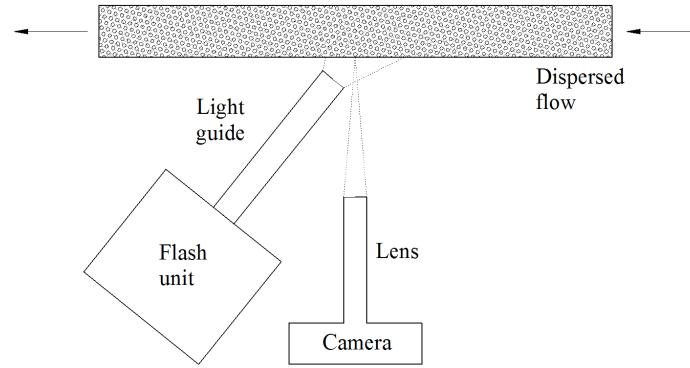 Dispersed
flow
Light
guide
Flash
unit
Lens
Camera